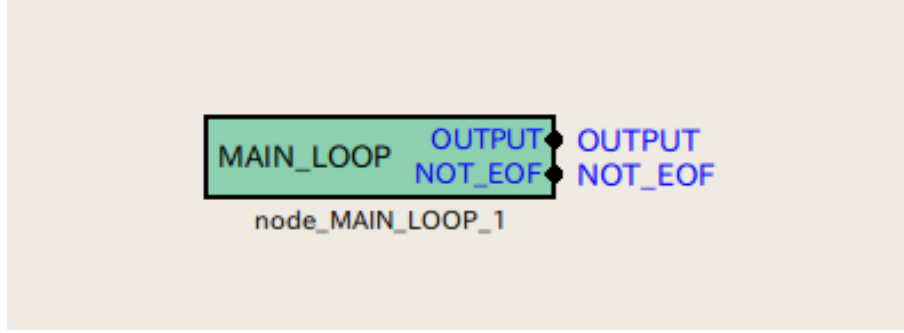 MAIN_LOOP OUTPUT OUTPUT
NOT_EOF NOT_EOF
node_MAIN_LOOP_1